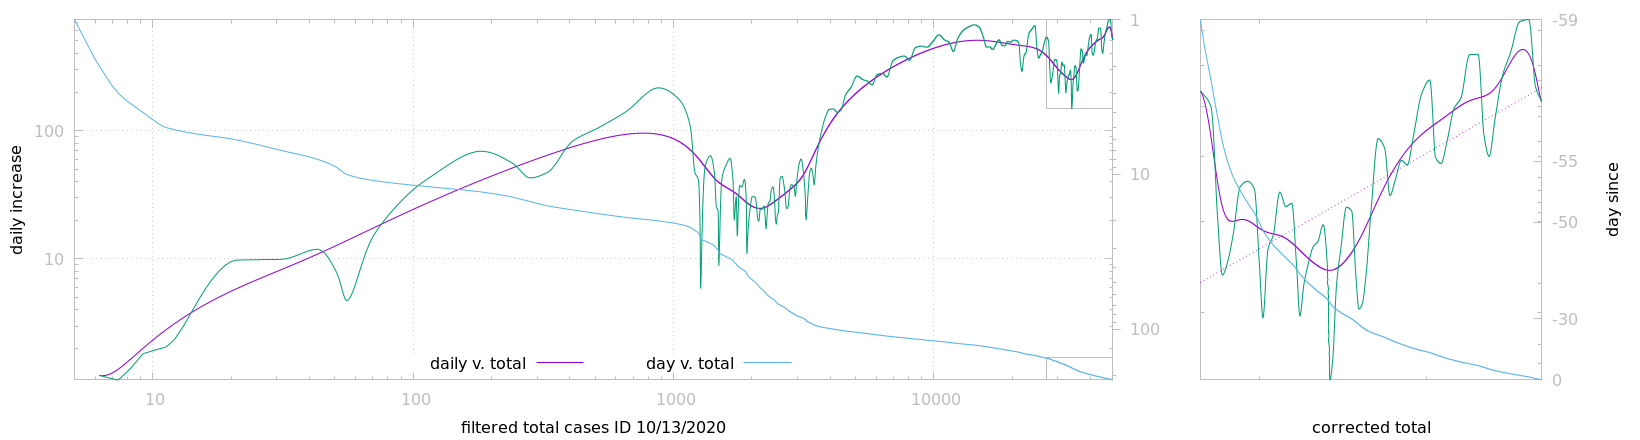 1
-59
100
daily increase
10
-55
-50
day since
10
100
-30
daily v. total
day v. total
0
10
100
1000
10000
filtered total cases ID 10/13/2020
corrected total